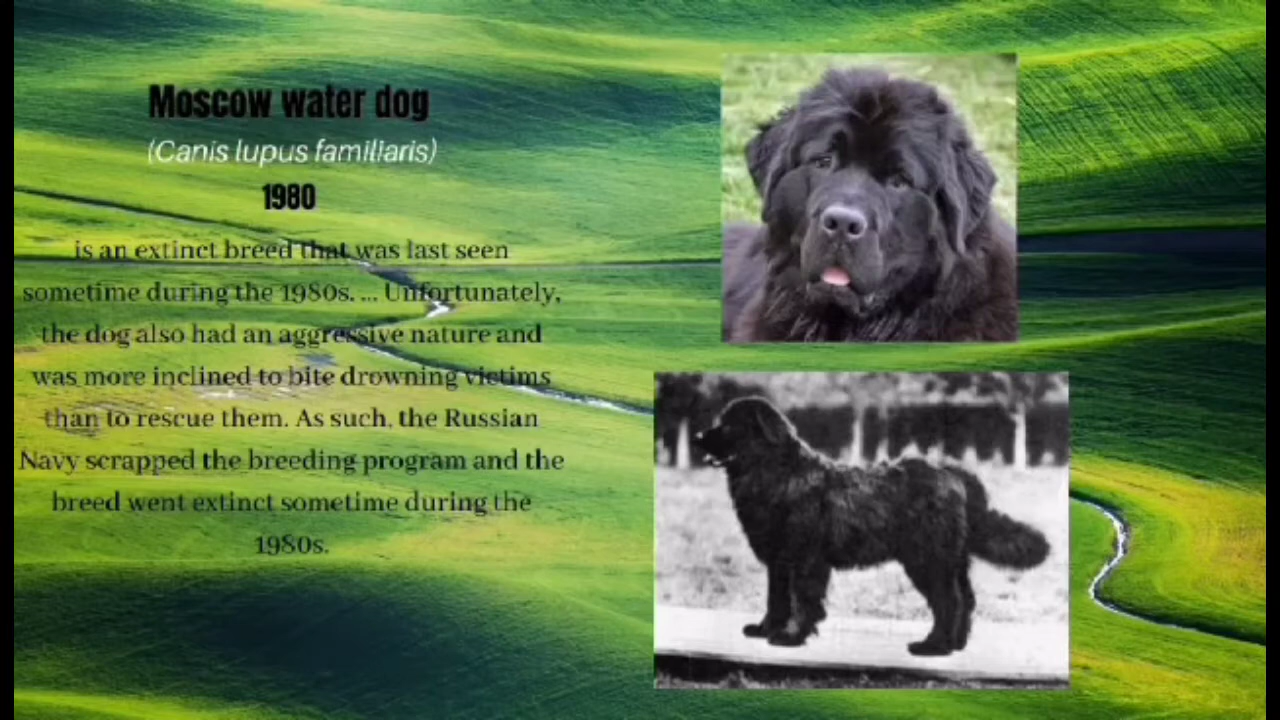 Moscow water dog
(Canis lupus familiaris)
1980
is an extinct breed that was last seen
sometime during the 1980s. ... Unfortunately,
the dog also had an aggressive nature and
was more inclined to bite drowning victims
than to rescue them. As such, the Russian
Navy scrapped the breeding program and the
breed went extinct sometime during the
1980s.